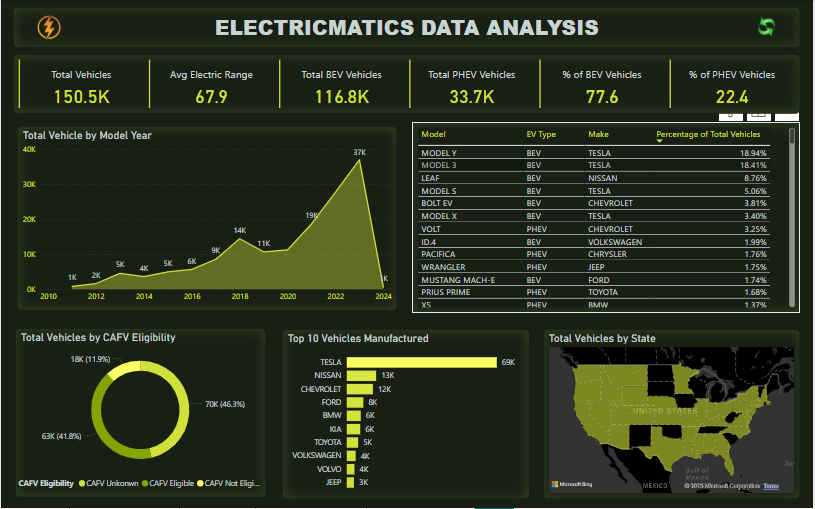 ELECTRICMATICS DATA ANALYSIS
Total Vehicles
150.5K
Avg Electric Range
67.9
Total BEV Vehicles
116.8K
Total PHEV Vehicles
33.7K
% of BEV Vehicles
77.6
% of PHEV Vehicles
22.4
Total Vehicle by Model Year
40K
30K
20K
10K
0K
1K
2K
5K
4K
5K
6K
9K
14K
11K
19K
37K
1K
2010 2012 2014 2016 2018 2020 2022 2024
Model EV Type Make Percentage of Total Vehicles
MODEL Y BEV TESLA 18.94%
MODEL 3 BEV TESLA 18.41%
LEAF BEV NISSAN 8.76%
MODEL S BEV TESLA 5.06%
BOLT EV BEV CHEVROLET 3.81%
MODEL X BEV TESLA 3.40%
VOLT PHEV CHEVROLET 3.25%
ID.4 BEV VOLKSWAGEN 1.99%
PACIFICA PHEV CHRYSLER 1.76%
WRANGLER PHEV JEEP 1.75%
MUSTANG MACH-E BEV FORD 1.74%
PRIUS PRIME PHEV TOYOTA 1.68%
X5 PHEV BMW 1.37%
Total Vehicles by CAFV Eligibility
18K (11.9%)
70K (46.3%)
63K (41.8%)
CAFV Eligibility CAFV Unkonwn CAFV Eligible CAFV Not Eligi...
Top 10 Vehicles Manufactured
TESLA 69K
NISSAN 13K
CHEVROLET 12K
FORD 8K
BMW 6K
KIA 6K
TOYOTA 5K
VOLKSWAGEN 4K
VOLVO 4K
JEEP 3K
Total Vehicles by State
UNITED STATES
Gulf of
Mexico
MEXICO
Microsoft Bing
© 2025 Microsoft Corporation Terms